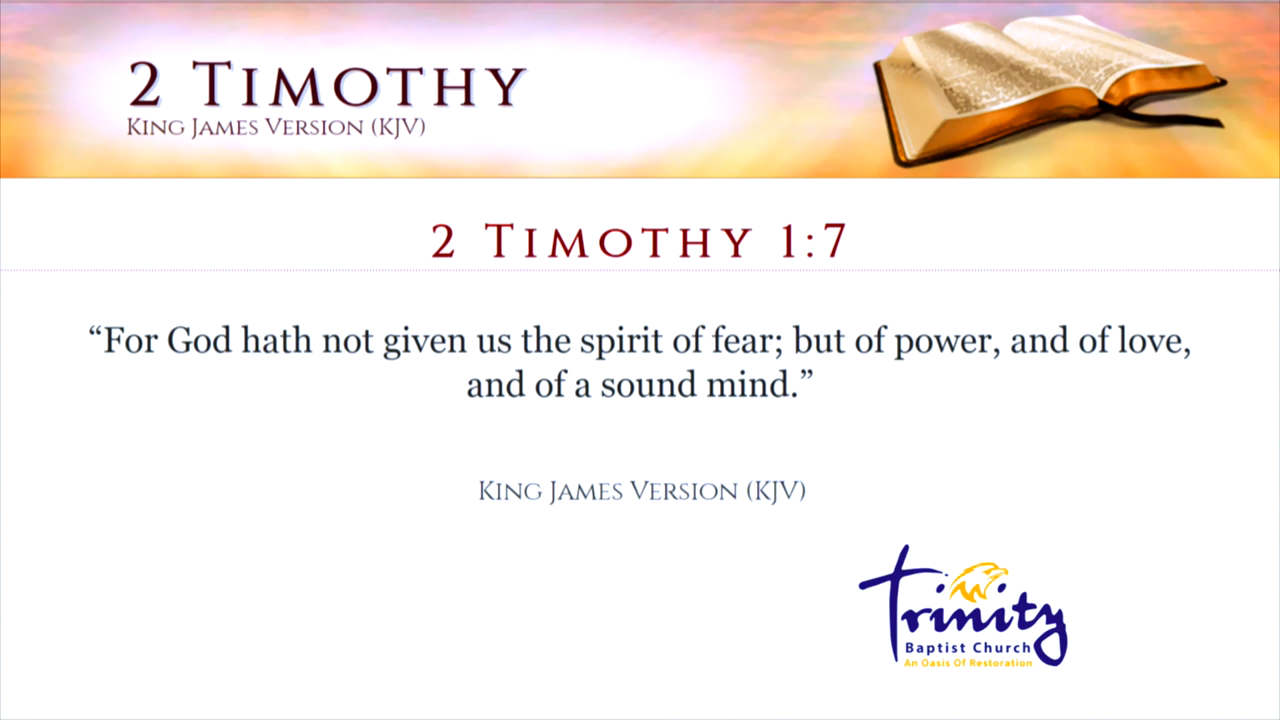 2 Timothy
King James Version (KJV)
2 Timothy 1:7
“For God hath not given us the spirit of fear; but of power, and of love,
and of a sound mind.”
King James Version (KJV)
Trinity
Baptist Church
An Oasis Of Restoration